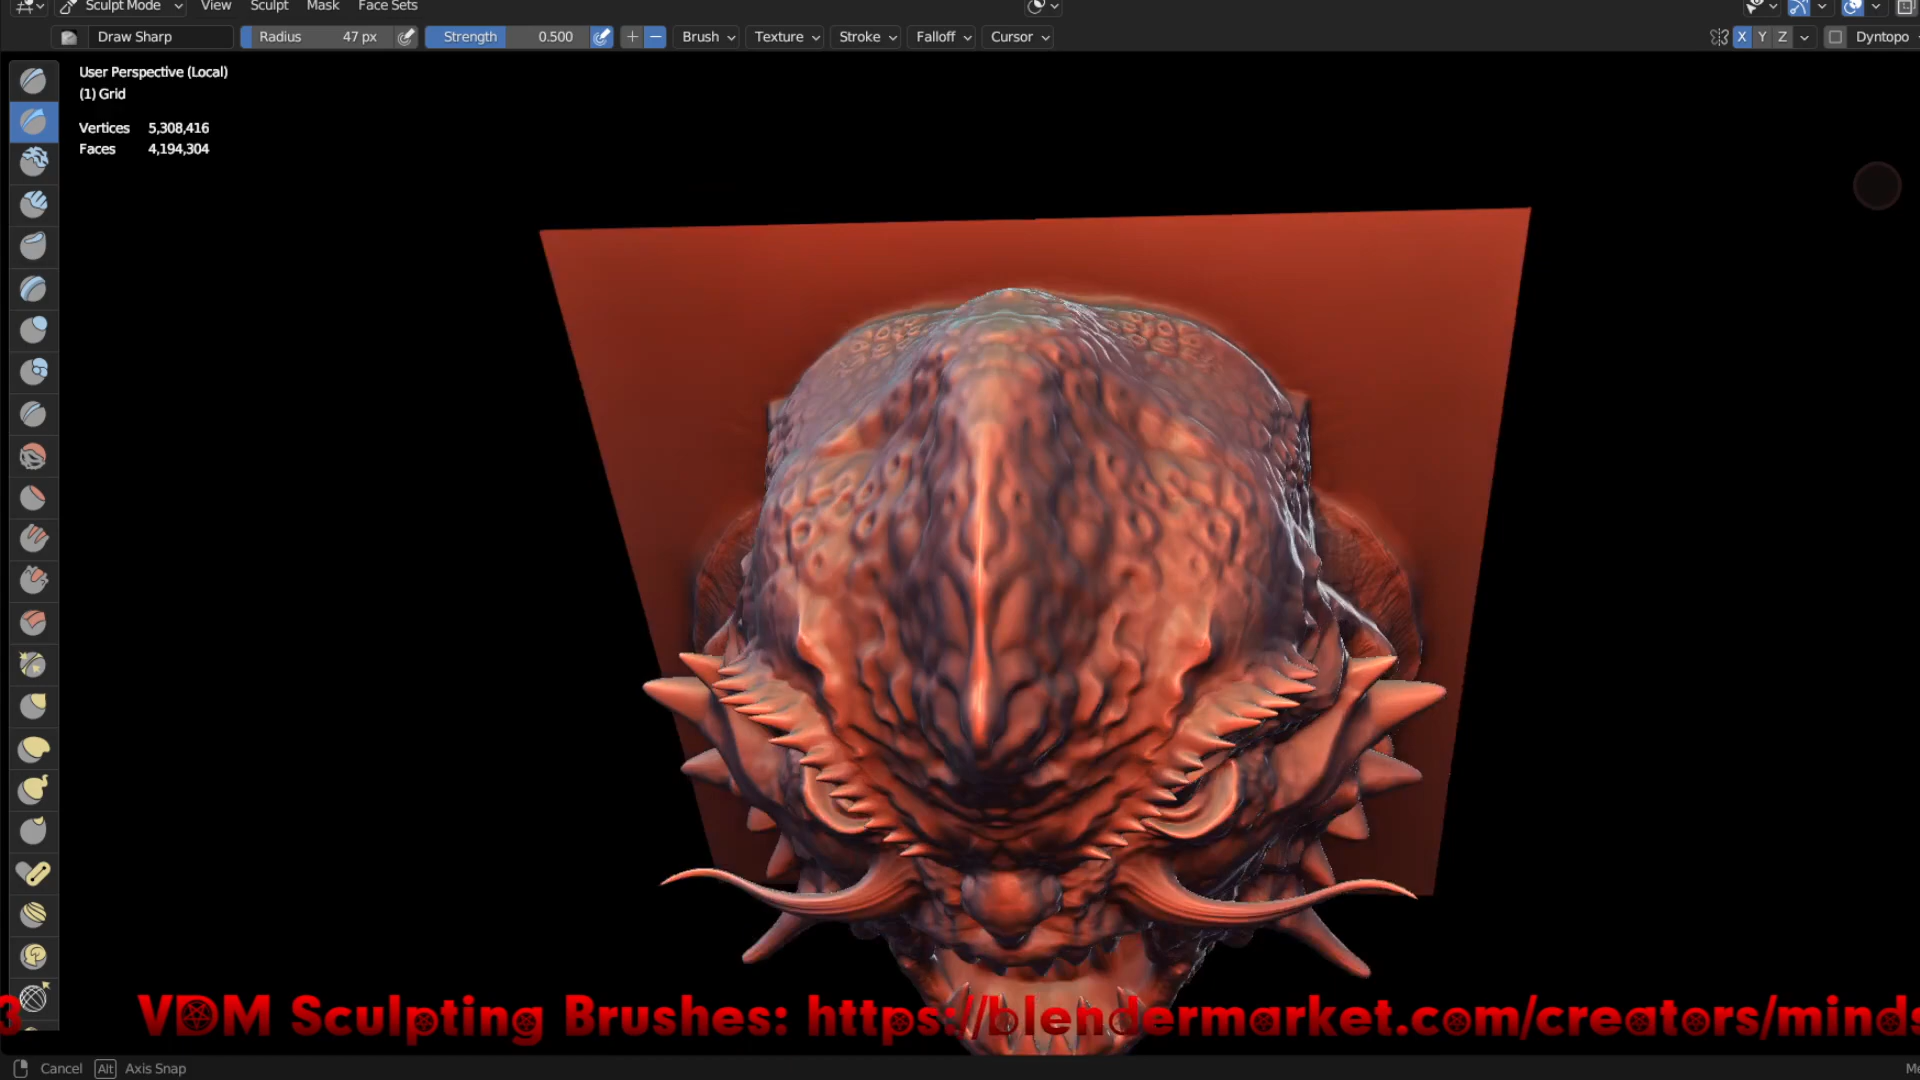 Sculpt Mode View Sculpt Mask Face Sets
Draw Sharp Radius 47 px Strength 0.500 Brush Texture Stroke Falloff Cursor X Y Z Dyntopo
User Perspective (Local)
(1) Grid
Vertices 5,308,416
Faces 4,194,304
3 VDM Sculpting Brushes: https://blendermarket.com/creators/minds
Cancel Alt Axis Snap Me